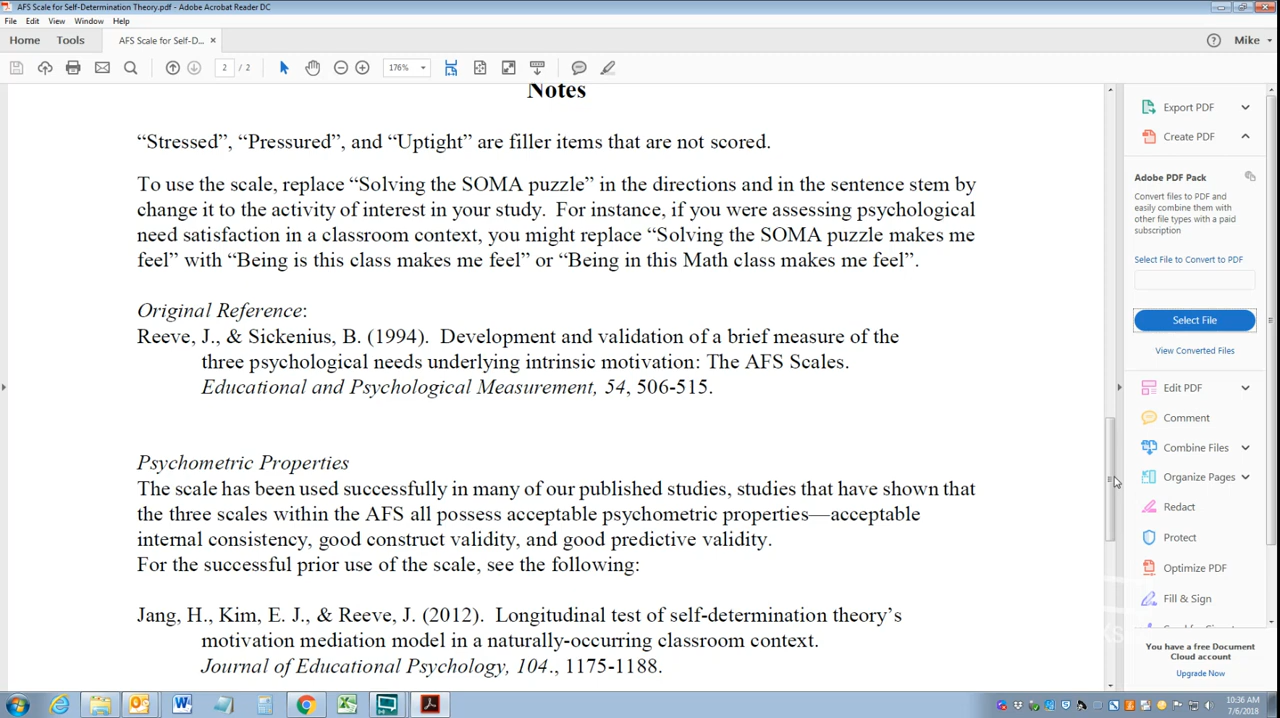 AFS Scale for Self-Determination Theory.pdf - Adobe Acrobat Reader DC
File Edit View Window Help
Home Tools AFS Scale for Self-D... × Mike
2 / 2 176%
Notes
“Stressed”, “Pressured”, and “Uptight” are filler items that are not scored.
To use the scale, replace “Solving the SOMA puzzle” in the directions and in the sentence stem by
change it to the activity of interest in your study. For instance, if you were assessing psychological
need satisfaction in a classroom context, you might replace “Solving the SOMA puzzle makes me
feel” with “Being is this class makes me feel” or “Being in this Math class makes me feel”.
Original Reference:
Reeve, J., & Sickenius, B. (1994). Development and validation of a brief measure of the
three psychological needs underlying intrinsic motivation: The AFS Scales.
Educational and Psychological Measurement, 54, 506-515.
Psychometric Properties
The scale has been used successfully in many of our published studies, studies that have shown that
the three scales within the AFS all possess acceptable psychometric properties—acceptable
internal consistency, good construct validity, and good predictive validity.
For the successful prior use of the scale, see the following:
Jang, H., Kim, E. J., & Reeve, J. (2012). Longitudinal test of self-determination theory’s
motivation mediation model in a naturally-occurring classroom context.
Journal of Educational Psychology, 104., 1175-1188.
Export PDF
Create PDF
Adobe PDF Pack
Convert files to PDF and
easily combine them with
other file types with a paid
subscription
Select File to Convert to PDF
Select File
View Converted Files
Edit PDF
Comment
Combine Files
Organize Pages
Redact
Protect
Optimize PDF
Fill & Sign
You have a free Document
Cloud account
Upgrade Now
10:36 AM
7/6/2018